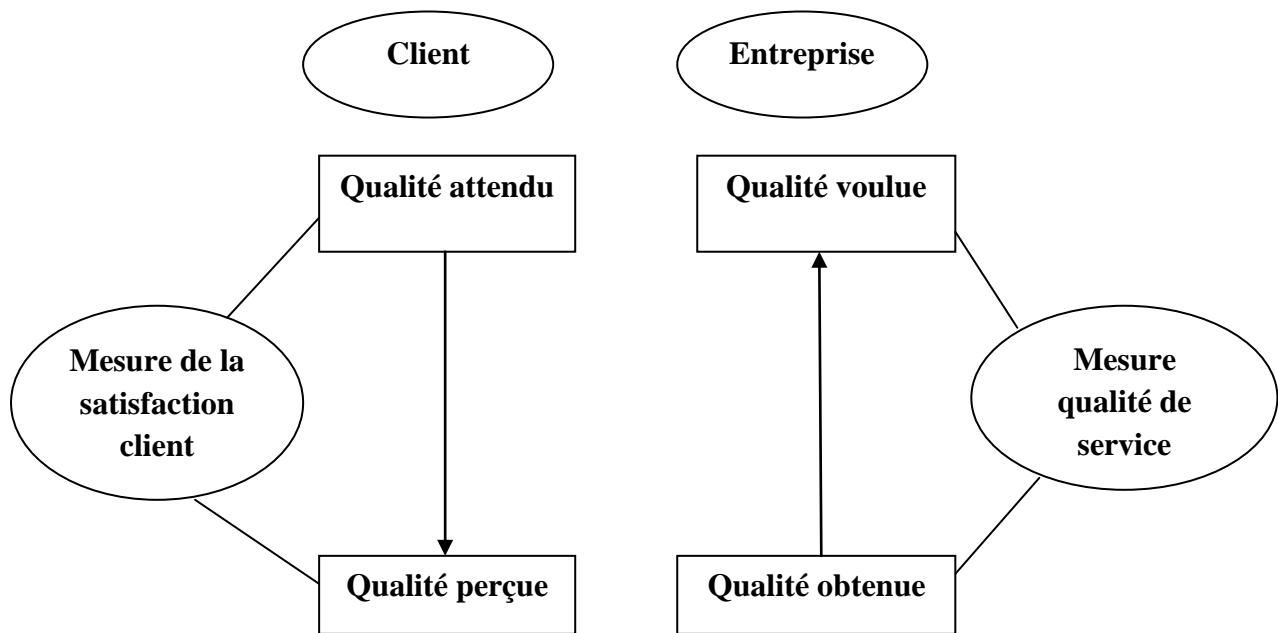 Client
Entreprise
Qualité attendu
Qualité voulue
Mesure de la
satisfaction
client
Mesure
qualité de
service
Qualité perçue
Qualité obtenue